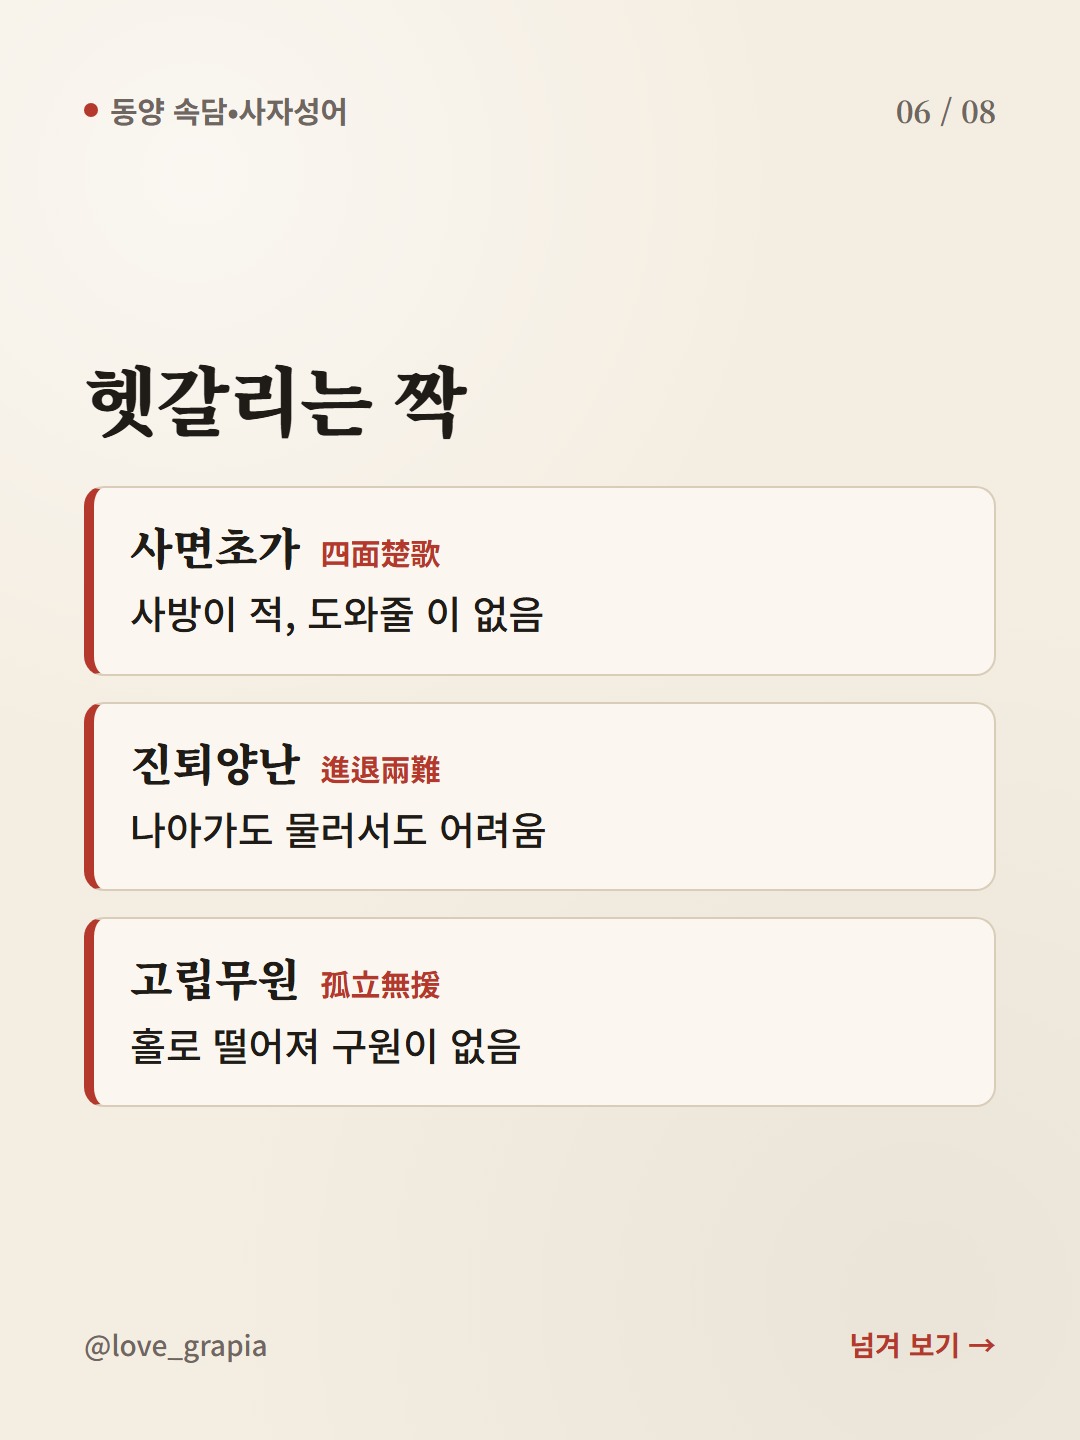 동양 속담•사자성어
06 / 08
헷갈리는 짝
사면초가 四面楚歌
사방이 적, 도와줄 이 없음
진퇴양난 進退兩難
나아가도 물러서도 어려움
고립무원 孤立無援
홀로 떨어져 구원이 없음
@love_grapia
넘겨 보기 →